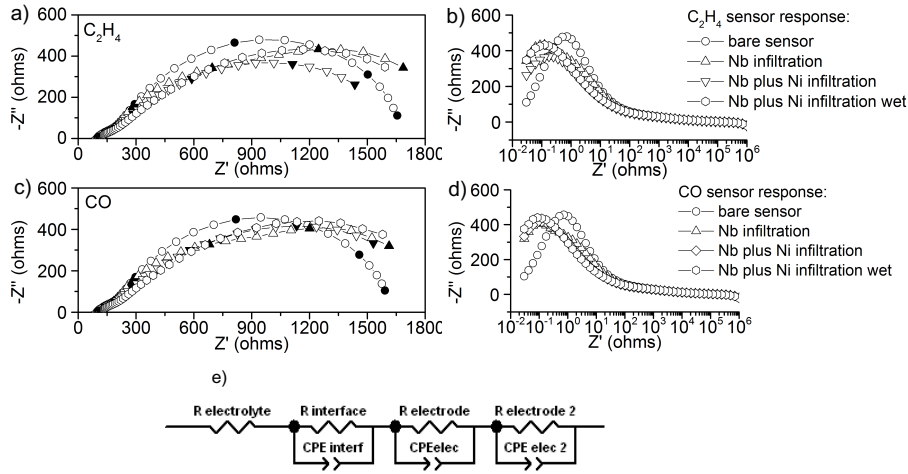 a)
C2H4
600
400
200
0
300 600 900 1200 1500 1800
-Z'' (ohms)
Z' (ohms)
b)
600
400
200
0
10-2 10-1 100 101 102 103 104 105 106
-Z'' (ohms)
Z' (ohms)
C2H4 sensor response:
bare sensor
Nb infiltration
Nb plus Ni infiltration
Nb plus Ni infiltration wet
c)
CO
600
400
200
0
300 600 900 1200 1500 1800
-Z'' (ohms)
Z' (ohms)
d)
600
400
200
0
10-2 10-1 100 101 102 103 104 105 106
-Z'' (ohms)
Z' (ohms)
CO sensor response:
bare sensor
Nb infiltration
Nb plus Ni infiltration
Nb plus Ni infiltration wet
e)
R electrolyte R interface R electrode R electrode 2
CPE interf CPEelec CPE elec 2